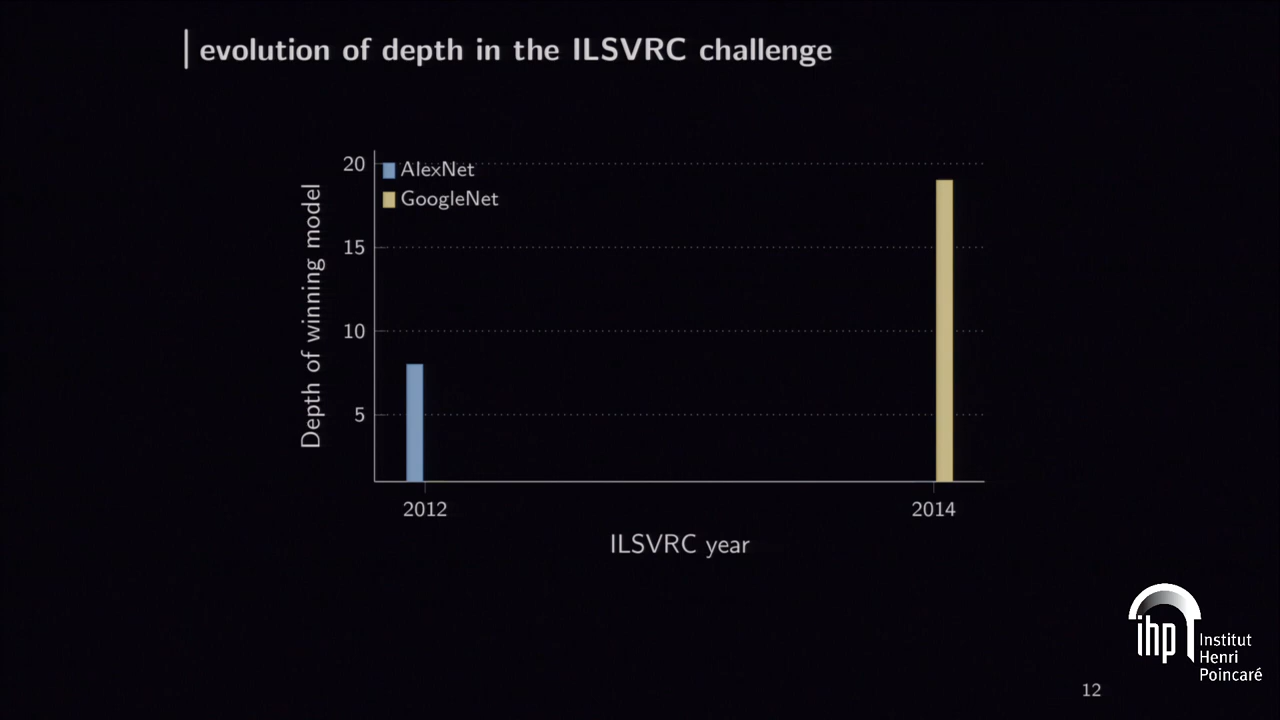 evolution of depth in the ILSVRC challenge
20
AlexNet
GoogleNet
15
10
5
Depth of winning model
2012
2014
ILSVRC year
ihp
Institut
Henri
Poincaré
12